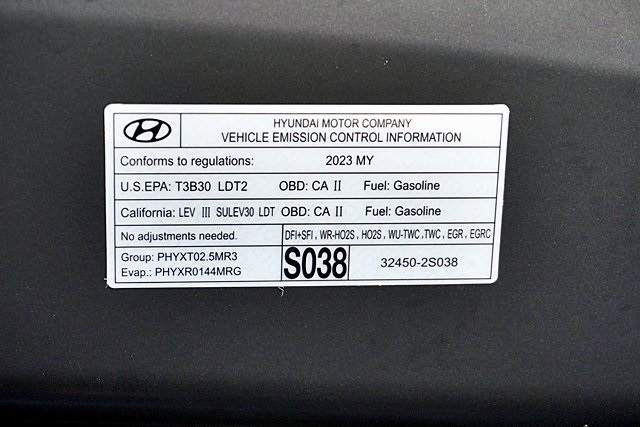 HYUNDAI MOTOR COMPANY
VEHICLE EMISSION CONTROL INFORMATION
Conforms to regulations: 2023 MY
U.S.EPA: T3B30 LDT2 OBD: CA II Fuel: Gasoline
California: LEV III SULEV30 LDT OBD: CA II Fuel: Gasoline
No adjustments needed. DFI+SFI, WR-HO2S, HO2S, WU-TWC, TWC, EGR, EGRC
Group: PHYXT02.5MR3
Evap.: PHYXR0144MRG
S038 32450-2S038